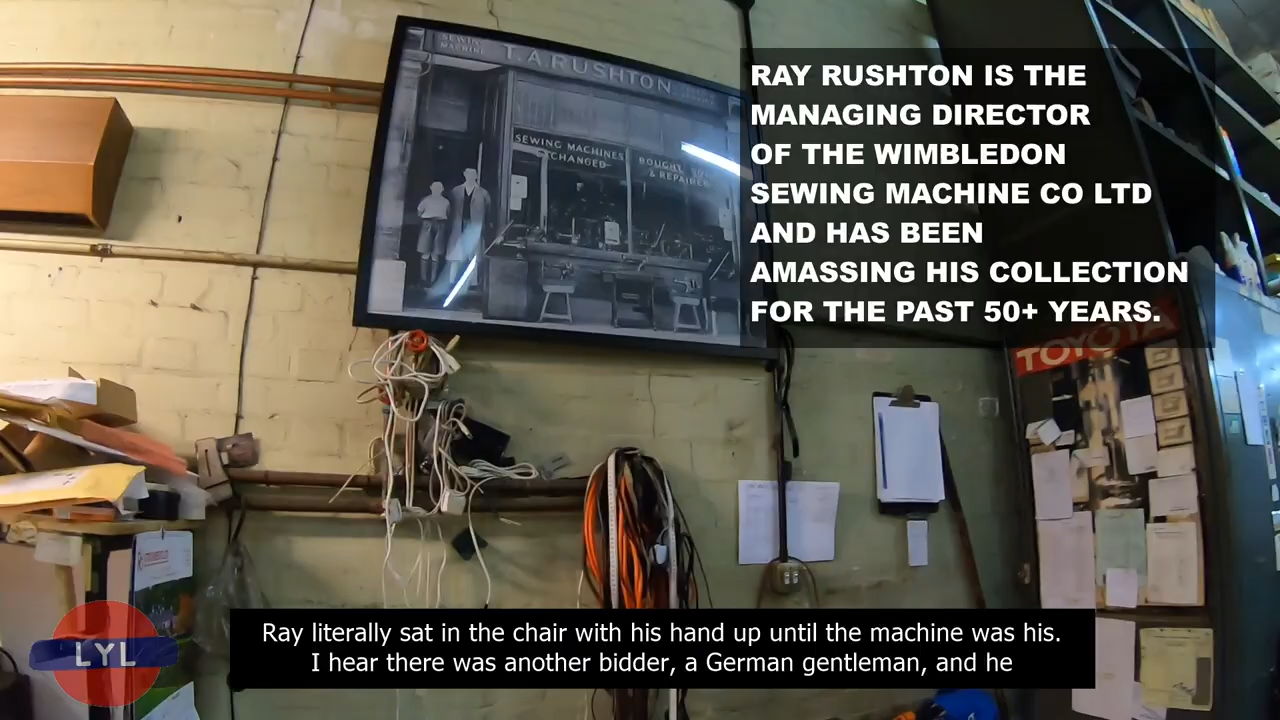 SEWING
MACHINE
T.A.RUSHTON
SEWING MACHINES
EXCHANGED
BOUGHT
& REPAIRED
RAY RUSHTON IS THE
MANAGING DIRECTOR
OF THE WIMBLEDON
SEWING MACHINE CO LTD
AND HAS BEEN
AMASSING HIS COLLECTION
FOR THE PAST 50+ YEARS.
TOYOTA
LYL
Ray literally sat in the chair with his hand up until the machine was his.
I hear there was another bidder, a German gentleman, and he